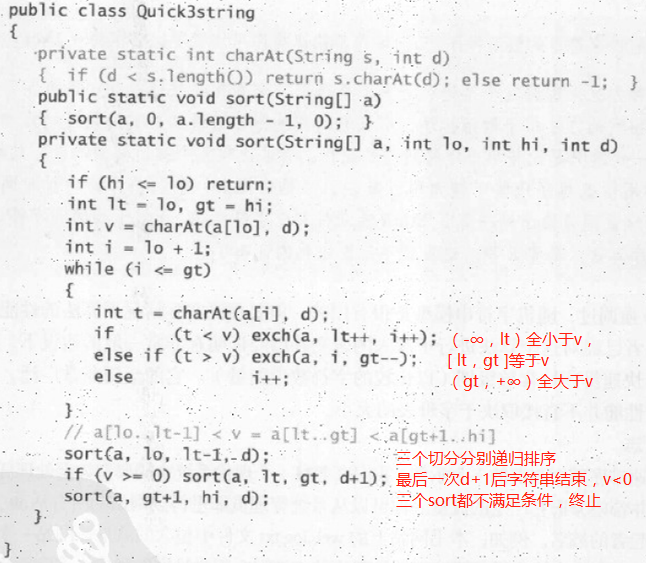 public class Quick3string
{
private static int charAt(String s, int d)
{ if (d < s.length()) return s.charAt(d); else return -1; }
public static void sort(String[] a)
{ sort(a, 0, a.length - 1, 0); }
private static void sort(String[] a, int lo, int hi, int d)
{
if (hi <= lo) return;
int lt = lo, gt = hi;
int v = charAt(a[lo], d);
int i = lo + 1;
while (i <= gt)
{
int t = charAt(a[i], d);
if (t < v) exch(a, lt++, i++); （-∞，lt）全小于v，
else if (t > v) exch(a, i, gt--); [ lt，gt ]等于v
else i++; （gt，+∞）全大于v
}
// a[lo..lt-1] < v = a[lt..gt] < a[gt+1..hi]
sort(a, lo, lt-1, d); 三个切分分别递归排序
if (v >= 0) sort(a, lt, gt, d+1); 最后一次d+1后字符串结束，v<0
sort(a, gt+1, hi, d); 三个sort都不满足条件，终止
}
}